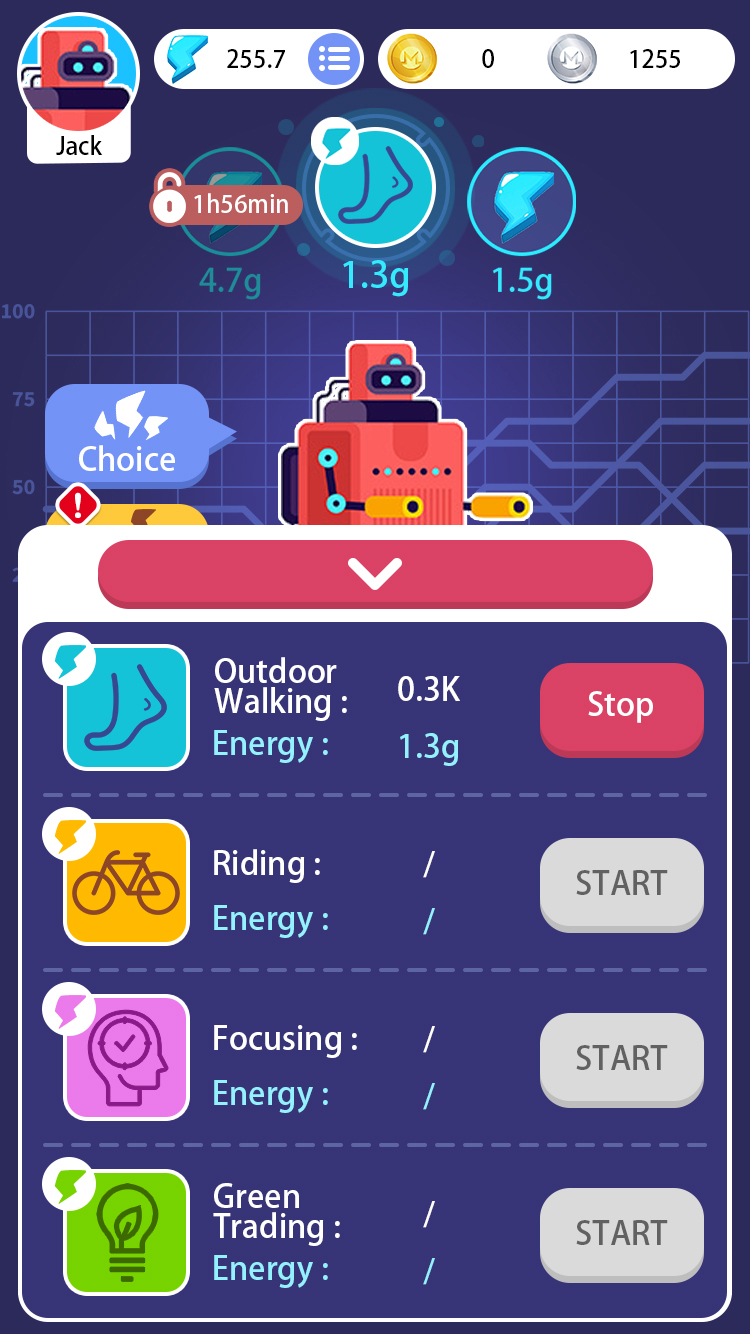 255.7
0
1255
Jack
1h56min
4.7g
1.3g
1.5g
100
75
50
Choice
Outdoor
Walking :
0.3K
Energy :
1.3g
Stop
Riding :
/
Energy :
/
START
Focusing :
/
Energy :
/
START
Green
Trading :
/
Energy :
/
START